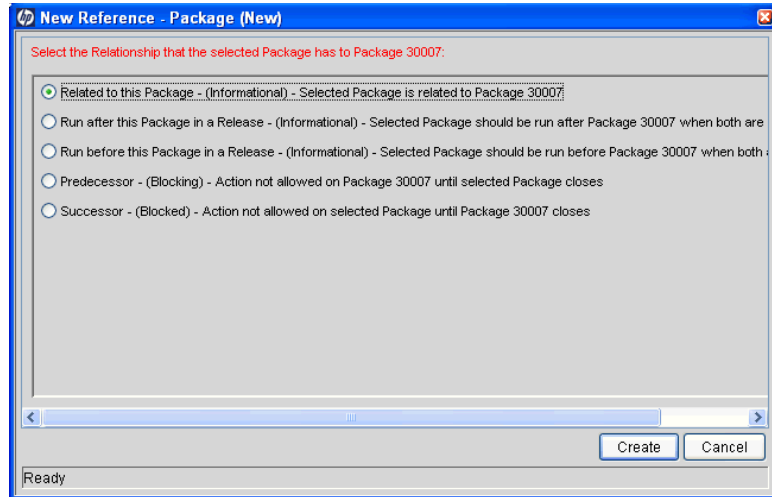 hp New Reference - Package (New)
Select the Relationship that the selected Package has to Package 30007:
Related to this Package - (Informational) - Selected Package is related to Package 30007
Run after this Package in a Release - (Informational) - Selected Package should be run after Package 30007 when both are
Run before this Package in a Release - (Informational) - Selected Package should be run before Package 30007 when both
Predecessor - (Blocking) - Action not allowed on Package 30007 until selected Package closes
Successor - (Blocked) - Action not allowed on selected Package until Package 30007 closes
Create Cancel
Ready